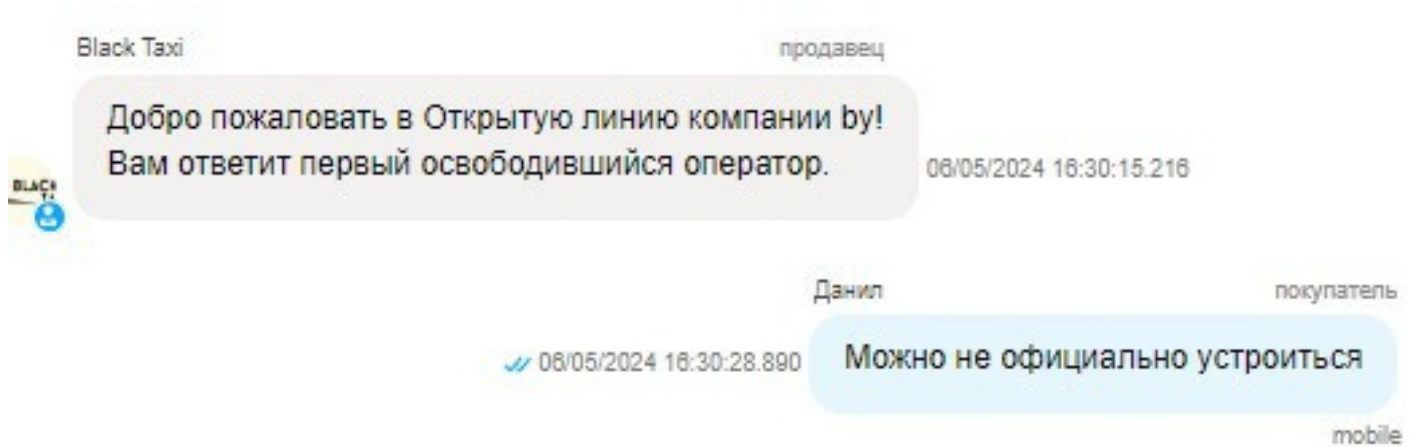 Black Taxi продавец
Добро пожаловать в Открытую линию компании by!
Вам ответит первый освободившийся оператор.
06/05/2024 16:30:15.216
BLACK
Данил покупатель
06/05/2024 16:30:28.890 Можно не официально устроиться
mobile